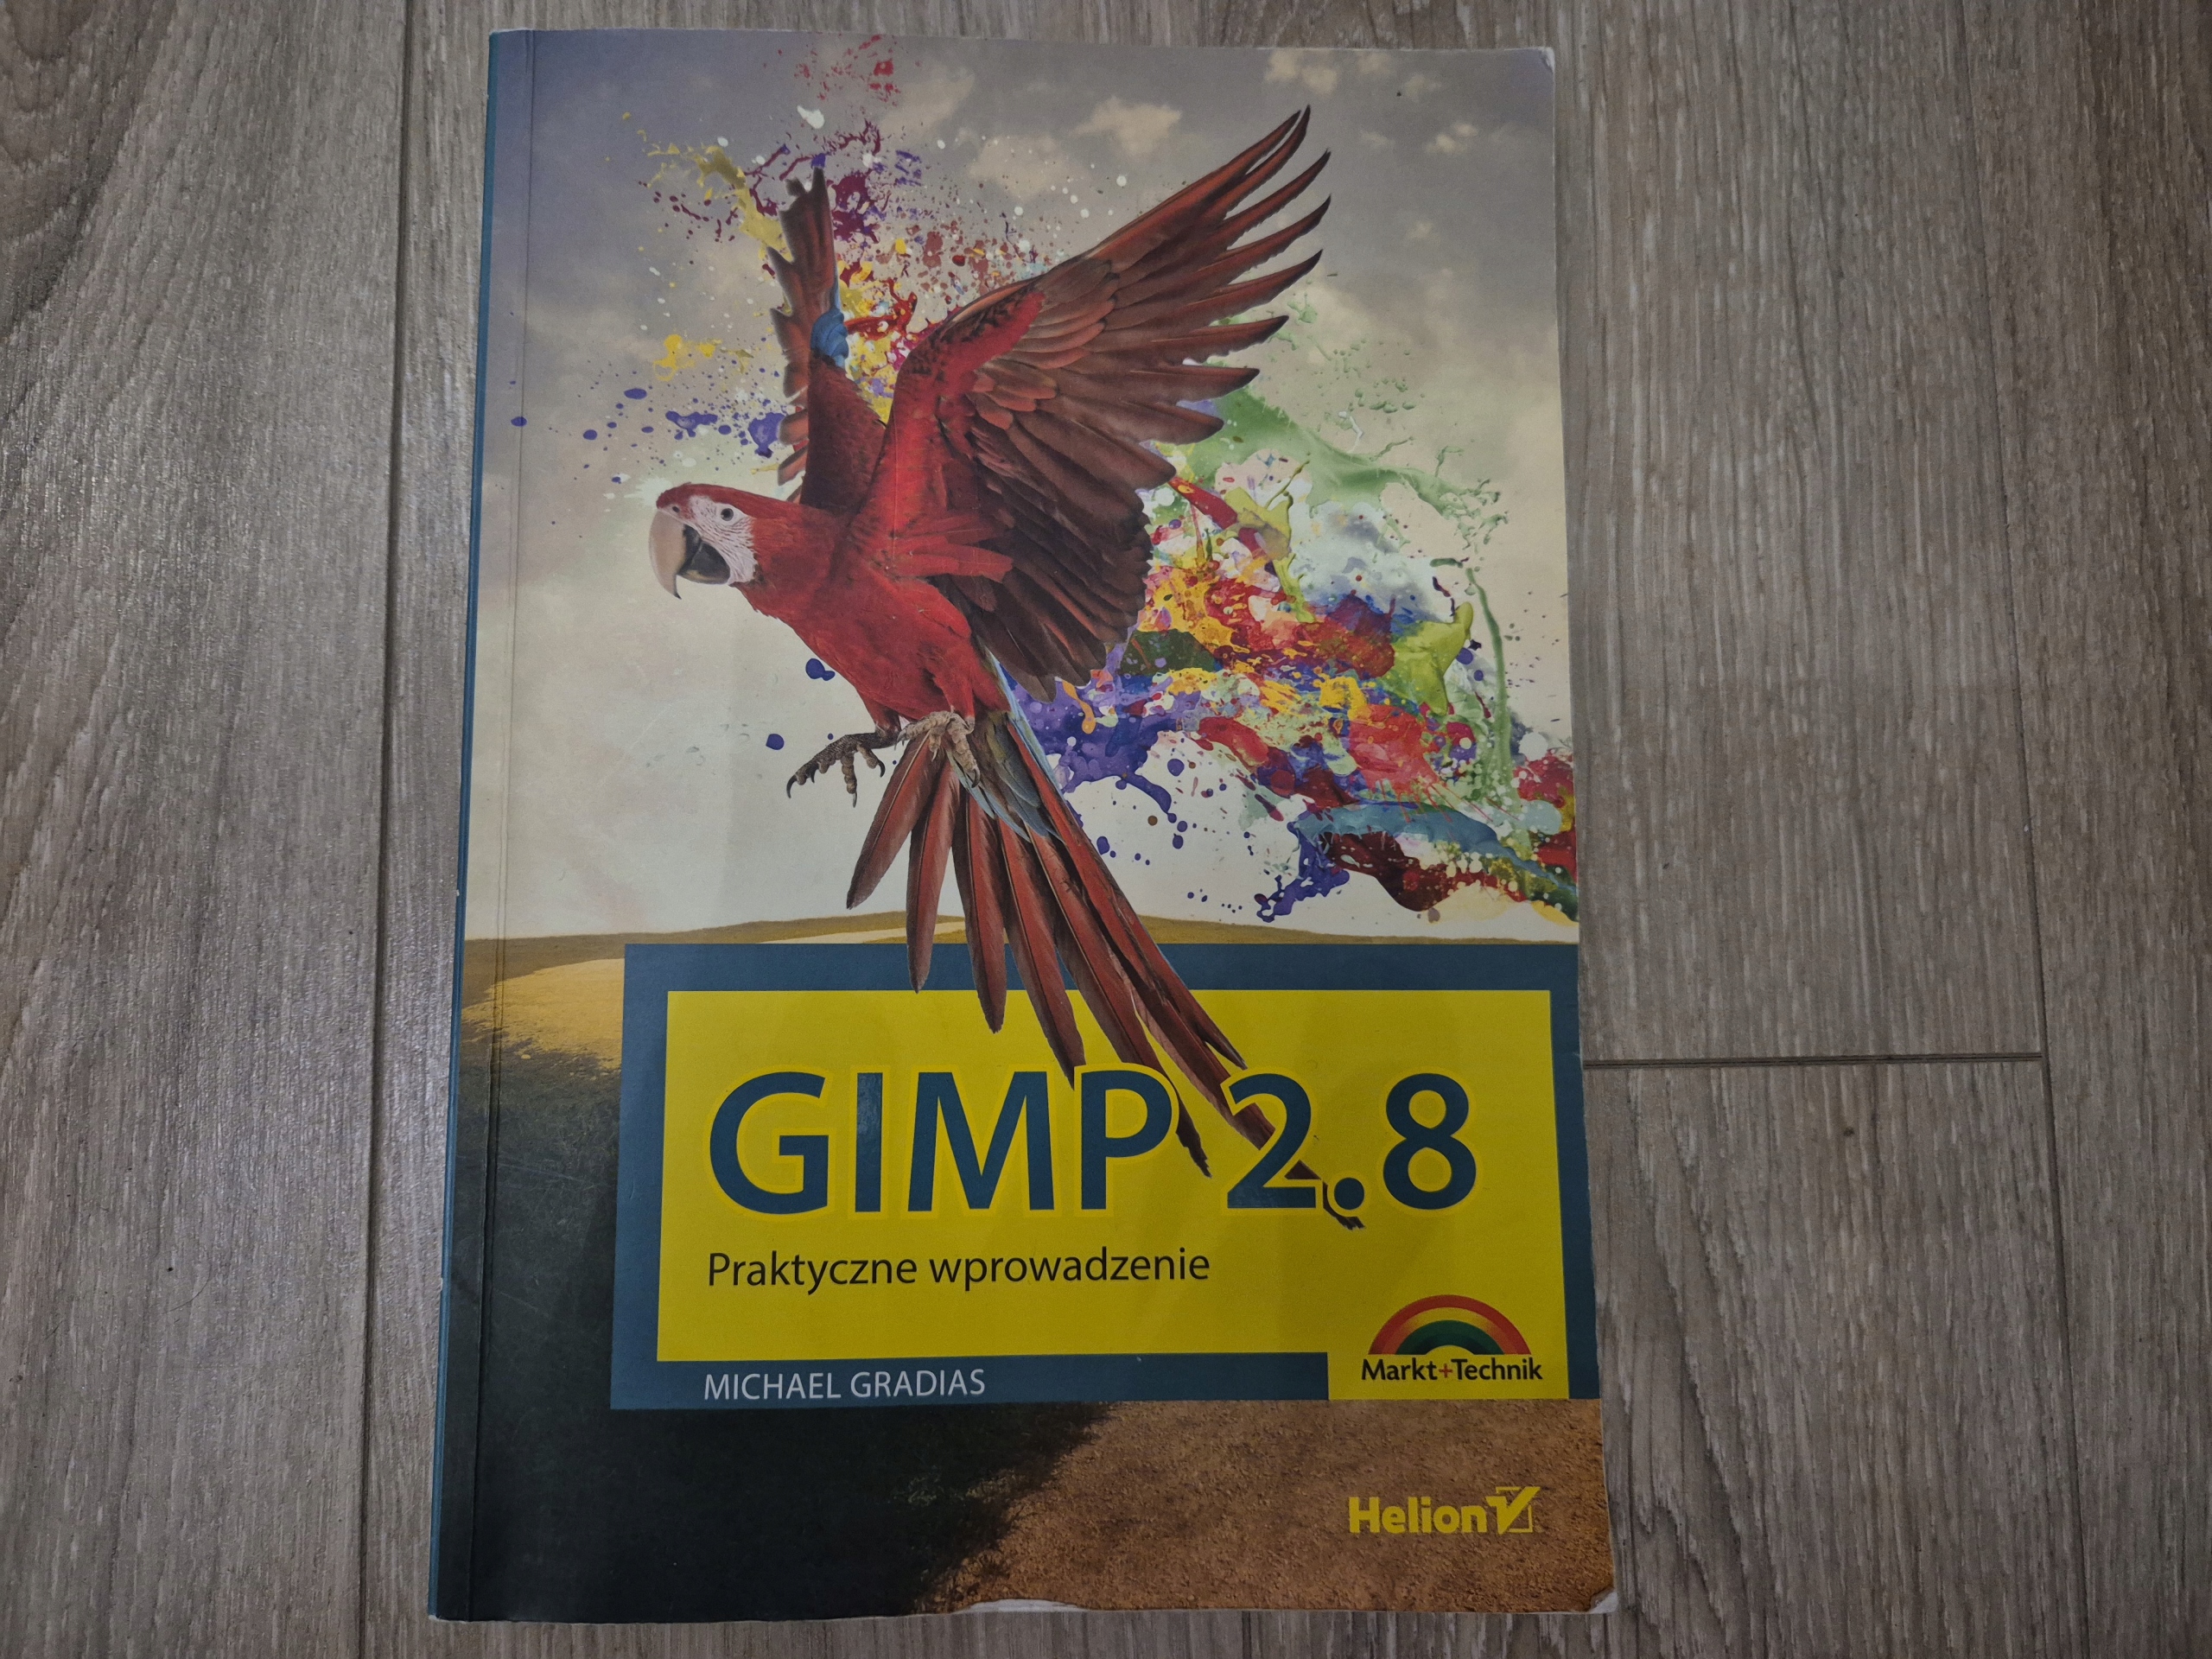 GIMP 2.8
Praktyczne wprowadzenie
Markt+Technik
MICHAEL GRADIAS
Helion